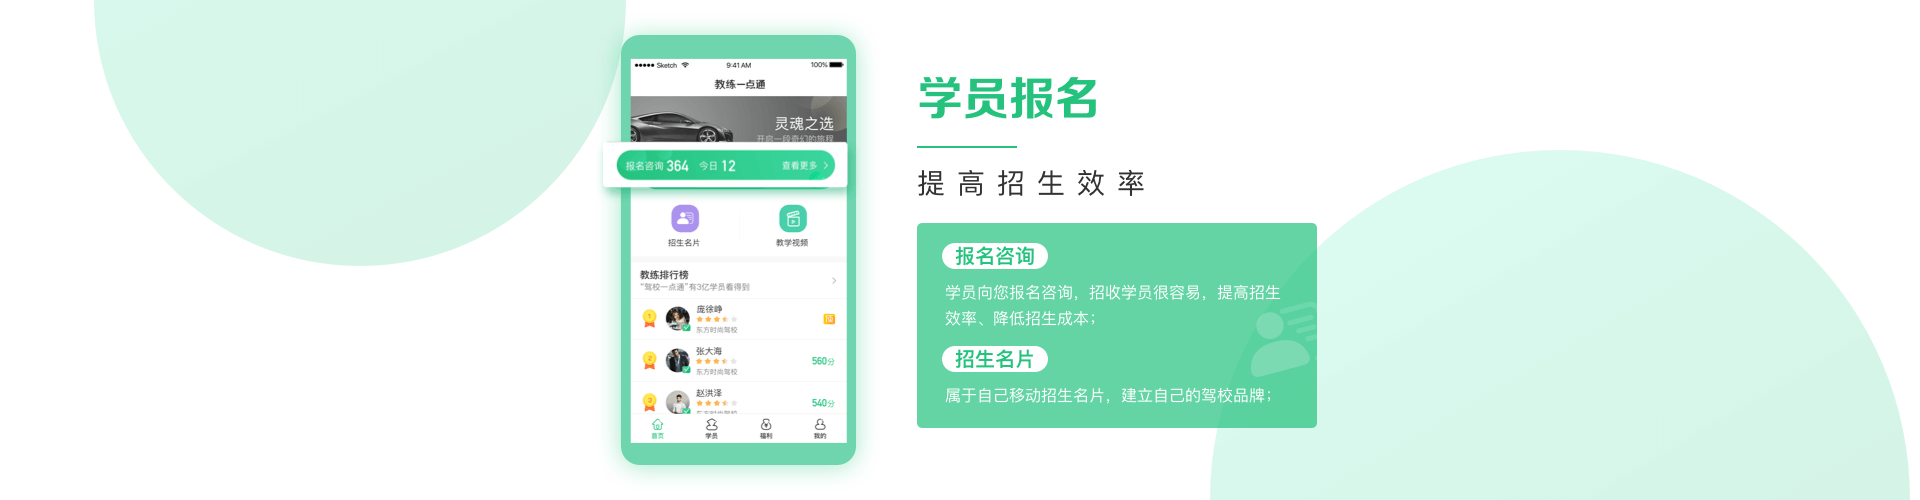 Sketch 9:41 AM 100%
教练一点通
灵魂之选
开启一段奇幻的旅程
报名咨询 364 今日 12 查看更多
招生名片 教学视频
教练排行榜
“驾校一点通”有3亿学员看得到
1 庞徐峥
东方时尚驾校
2 张大海 560分
东方时尚驾校
3 赵洪泽 540分
首页 学员 福利 我的
学员报名
提高招生效率
报名咨询
学员向您报名咨询，招收学员很容易，提高招生
效率、降低招生成本；
招生名片
属于自己移动招生名片，建立自己的驾校品牌；